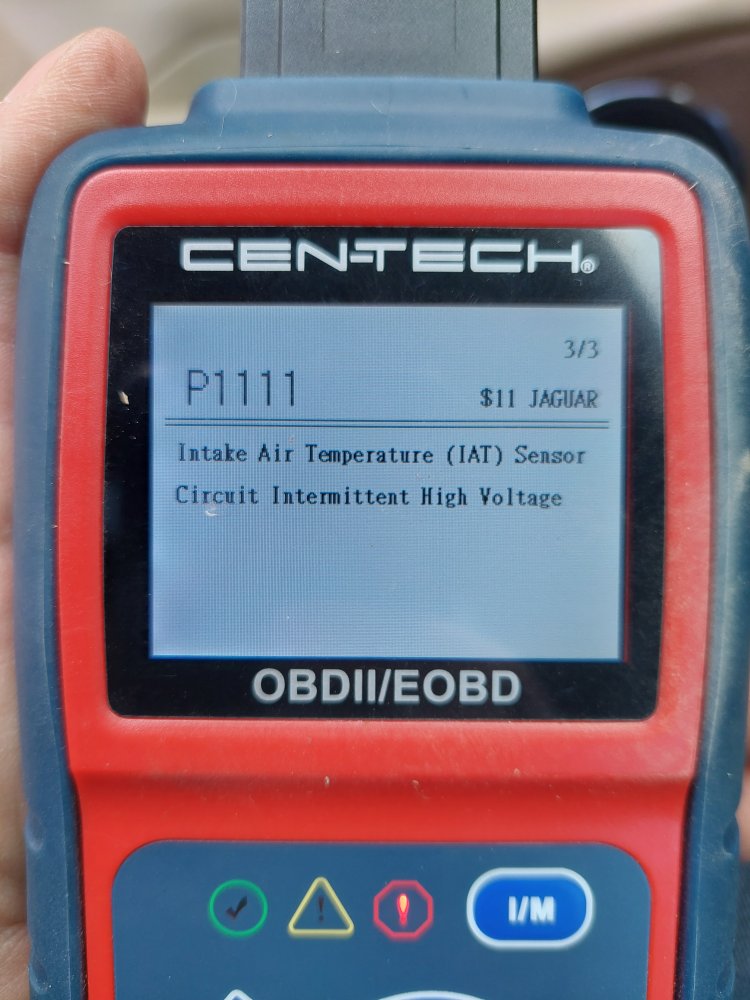 CEN-TECH®
3/3
P1111 $11 JAGUAR
Intake Air Temperature (IAT) Sensor
Circuit Intermittent High Voltage
OBDII/EOBD
I/M